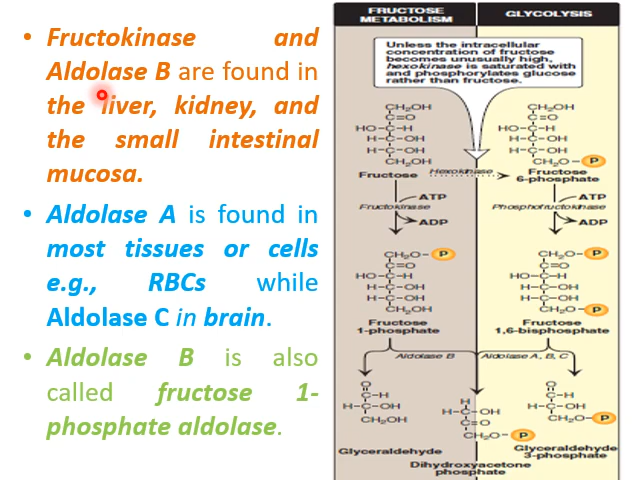 • Fructokinase and
Aldolase B are found in
the liver, kidney, and
the small intestinal
mucosa.
• Aldolase A is found in
most tissues or cells
e.g., RBCs while
Aldolase C in brain.
• Aldolase B is also
called fructose 1-
phosphate aldolase.
FRUCTOSE
METABOLISM
GLYCOLYSIS
Unless the intracellular
concentration of fructose
becomes unusually high,
hexokinase is saturated with
and phosphorylates glucose
rather than fructose.
CH₂OH
C=O
HO-C-H
H-C-OH
H-C-OH
CH₂OH
Fructose
CH₂OH
C=O
HO-C-H
H-C-OH
H-C-OH
CH₂O-P
Fructose
6-phosphate
Hexokinase
ATP
Fructokinase
ADP
ATP
Phosphofructokinase
ADP
CH₂O-P
C=O
HO-C-H
H-C-OH
H-C-OH
CH₂OH
Fructose
1-phosphate
CH₂O-P
C=O
HO-C-H
H-C-OH
H-C-OH
CH₂O-P
Fructose
1,6-bisphosphate
Aldolase B
Aldolase A, B, C
O
C-H
H-C-OH
CH₂OH
Glyceraldehyde
H
H-C-OH
C=O
CH₂O-P
Dihydroxyacetone
phosphate
O
C-H
H-C-OH
CH₂O-P
Glyceraldehyde
3-phosphate